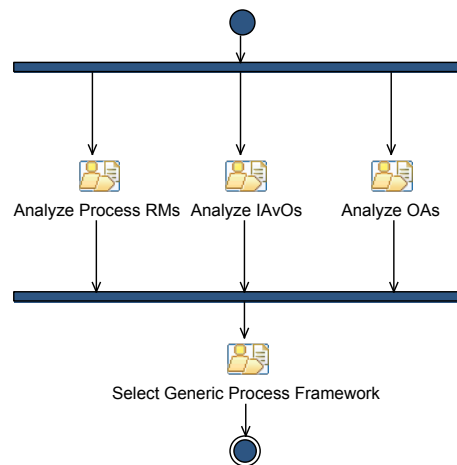 Analyze Process RMs
Analyze IAvOs
Analyze OAs
Select Generic Process Framework